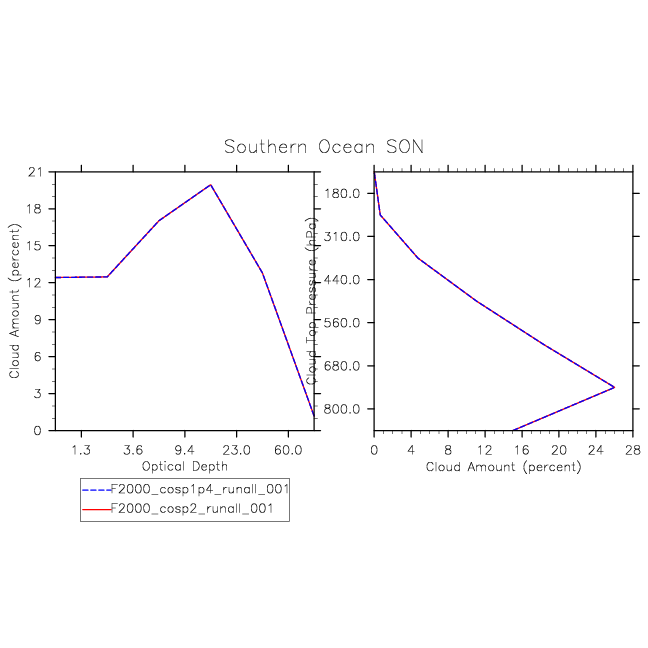 Southern Ocean SON
Cloud Amount (percent)
21
18
15
12
9
6
3
0
1.3 3.6 9.4 23.0 60.0
Optical Depth
Cloud Top Pressure (hPa)
180.0
310.0
440.0
560.0
680.0
800.0
0 4 8 12 16 20 24 28
Cloud Amount (percent)
F2000_cosp1p4_runall_001
F2000_cosp2_runall_001